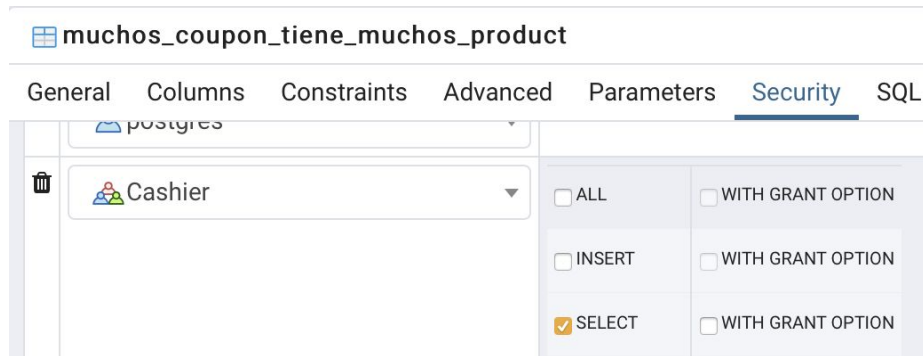 muchos_coupon_tiene_muchos_product
General Columns Constraints Advanced Parameters Security SQL
postgres
Cashier ALL WITH GRANT OPTION
INSERT WITH GRANT OPTION
SELECT WITH GRANT OPTION